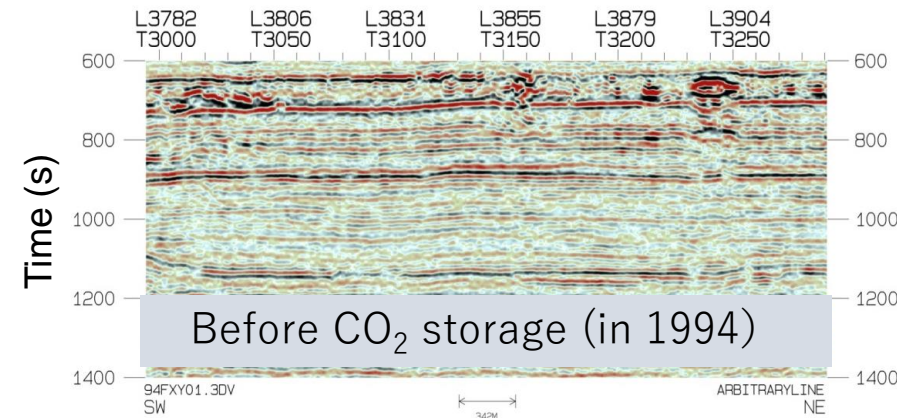 L3782 L3806 L3831 L3855 L3879 L3904
T3000 T3050 T3100 T3150 T3200 T3250
600 600
800 800
1000 1000
1200 1200
1400 1400
Time (s)
Before CO₂ storage (in 1994)
94FXY01.3DV ARBITRARYLINE
SW NE
342M